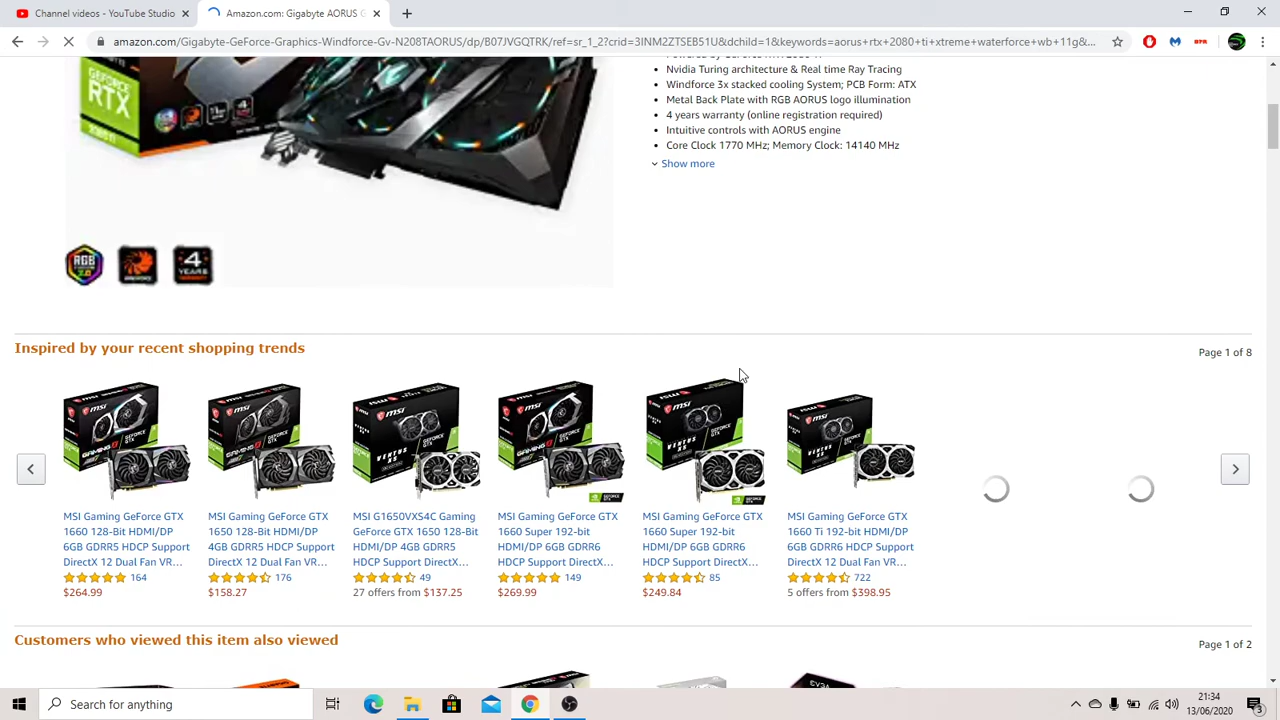 Channel videos - YouTube Studio
Amazon.com: Gigabyte AORUS G
amazon.com/Gigabyte-GeForce-Graphics-Windforce-Gv-N208TAORUS/dp/B07JVGQTRK/ref=sr_1_2?crid=3INM2ZTSEB51U&dchild=1&keywords=aorus+rtx+2080+ti+xtreme+waterforce+wb+11g&...
GEFORCE
RTX
2080 Ti
Nvidia Turing architecture & Real time Ray Tracing
Windforce 3x stacked cooling System; PCB Form: ATX
Metal Back Plate with RGB AORUS logo illumination
4 years warranty (online registration required)
Intuitive controls with AORUS engine
Core Clock 1770 MHz; Memory Clock: 14140 MHz
Show more
RGB
2.0
4
YEARS
Inspired by your recent shopping trends
Page 1 of 8
MSI Gaming GeForce GTX
1660 128-Bit HDMI/DP
6GB GDRR5 HDCP Support
DirectX 12 Dual Fan VR...
164
$264.99
MSI Gaming GeForce GTX
1650 128-Bit HDMI/DP
4GB GDRR5 HDCP Support
DirectX 12 Dual Fan VR...
176
$158.27
MSI G1650VXS4C Gaming
GeForce GTX 1650 128-Bit
HDMI/DP 4GB GDRR5
HDCP Support DirectX...
49
27 offers from $137.25
MSI Gaming GeForce GTX
1660 Super 192-bit
HDMI/DP 6GB GDRR6
HDCP Support DirectX...
149
$269.99
MSI Gaming GeForce GTX
1660 Super 192-bit
HDMI/DP 6GB GDRR6
HDCP Support DirectX...
85
$249.84
MSI Gaming GeForce GTX
1660 Ti 192-bit HDMI/DP
6GB GDRR6 HDCP Support
DirectX 12 Dual Fan VR...
722
5 offers from $398.95
Customers who viewed this item also viewed
Page 1 of 2
Search for anything
21:34
13/06/2020